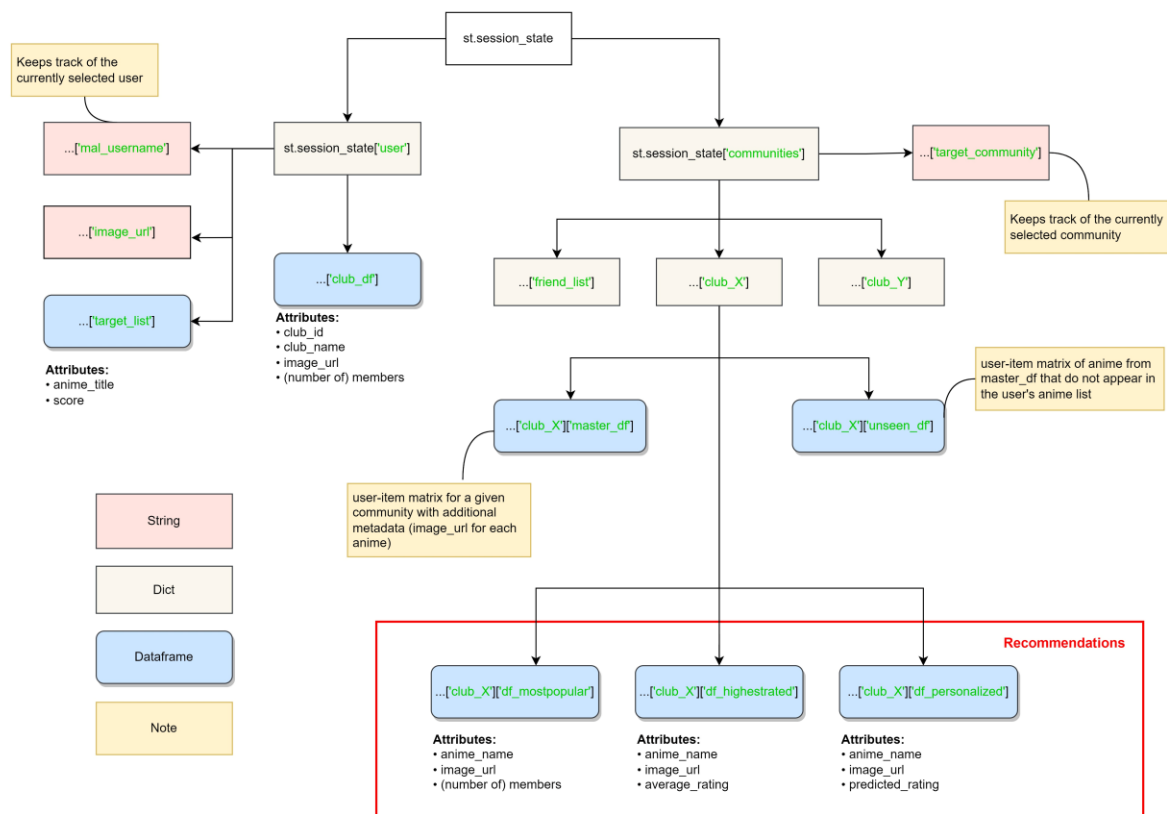 st.session_state
Keeps track of the
currently selected user
...['mal_username']
st.session_state['user']
st.session_state['communities']
...['target_community']
...['image_url']
Keeps track of the currently
selected community
...['club_df']
...['friend_list']
...['club_X']
...['club_Y']
...['target_list']
Attributes:
• club_id
• club_name
• image_url
• (number of) members
Attributes:
• anime_title
• score
user-item matrix of anime from
master_df that do not appear in
the user's anime list
...['club_X']['master_df']
...['club_X']['unseen_df']
user-item matrix for a given
community with additional
metadata (image_url for each
anime)
String
Dict
Dataframe
Note
Recommendations
...['club_X']['df_mostpopular']
...['club_X']['df_highestrated']
...['club_X']['df_personalized']
Attributes:
• anime_name
• image_url
• (number of) members
Attributes:
• anime_name
• image_url
• average_rating
Attributes:
• anime_name
• image_url
• predicted_rating